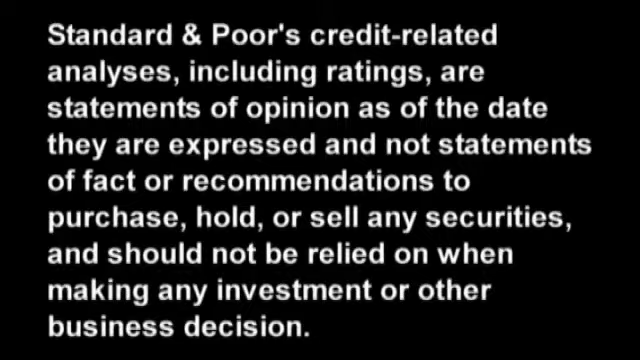 Standard & Poor's credit-related
analyses, including ratings, are
statements of opinion as of the date
they are expressed and not statements
of fact or recommendations to
purchase, hold, or sell any securities,
and should not be relied on when
making any investment or other
business decision.